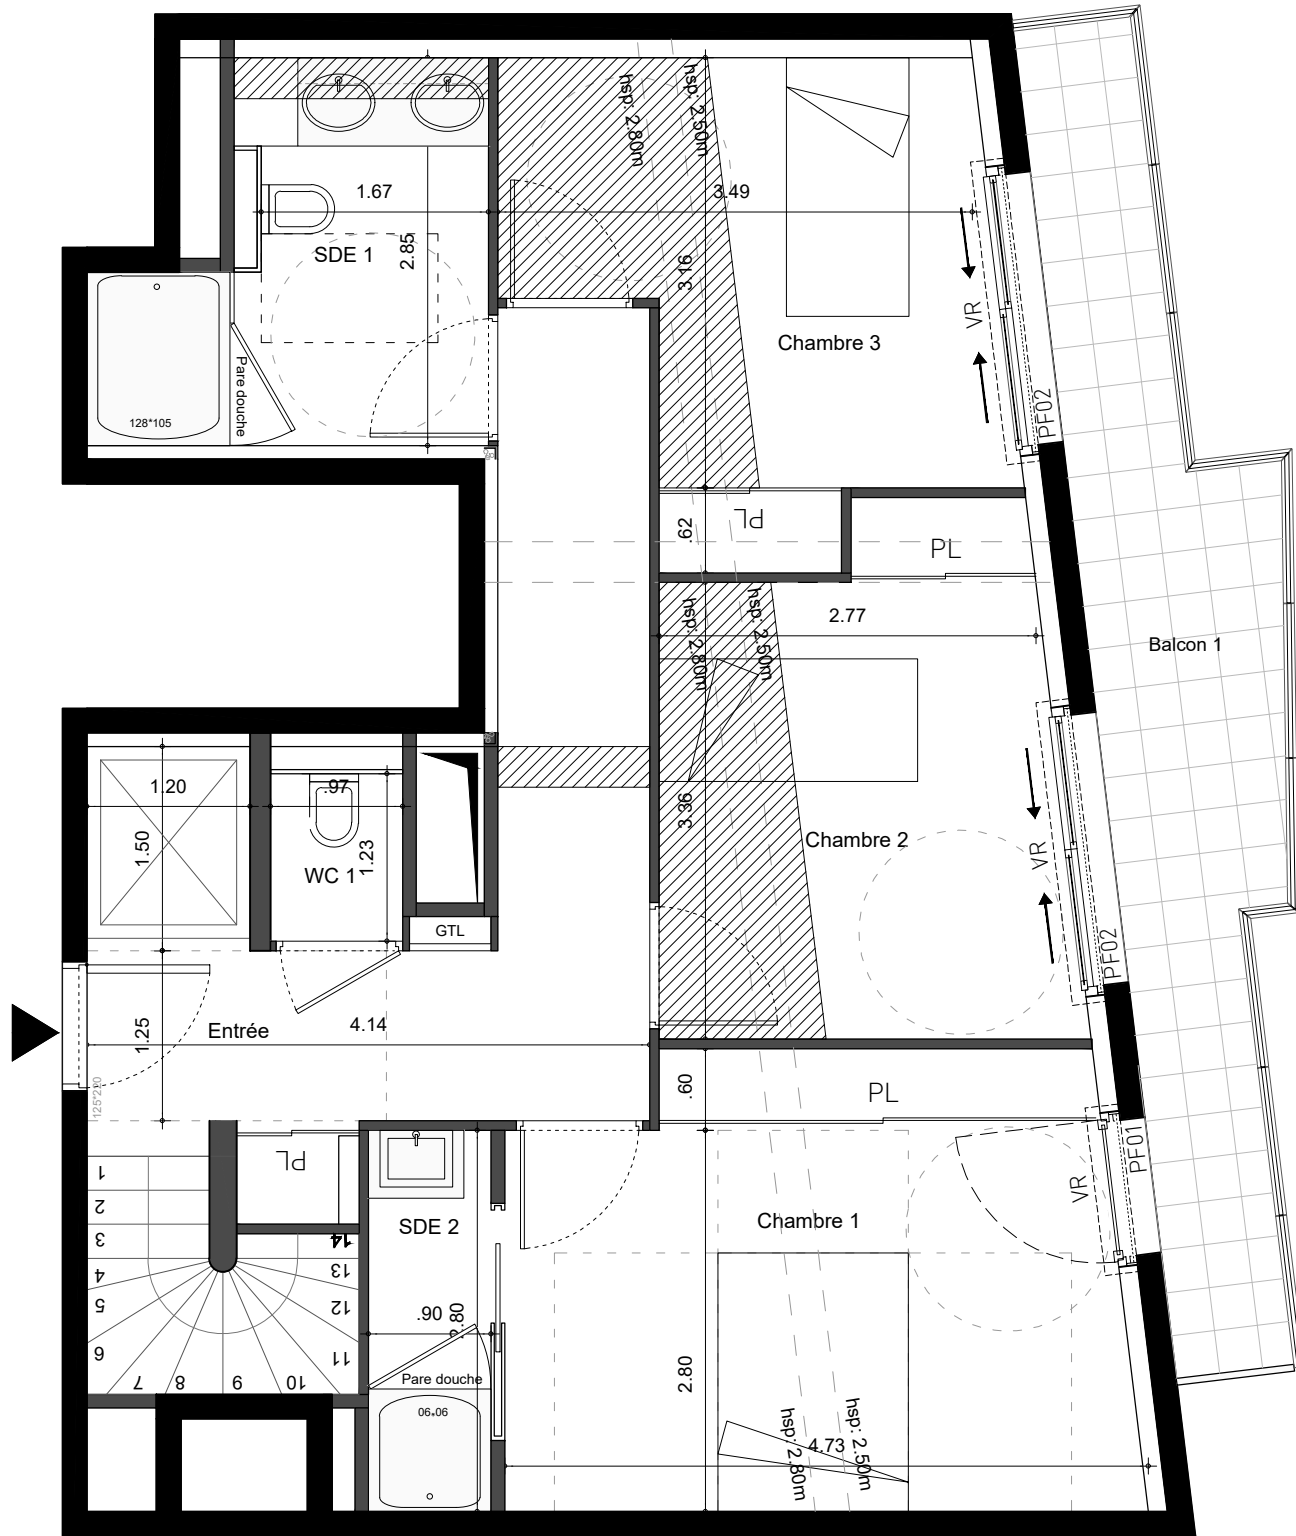 hsp: 2.80m
hsp: 2.50m
1.67
3.49
SDE 1
2.85
3.16
VR
Chambre 3
Pare douche
128*105
PF02
.62
PL
PL
2.77
hsp: 2.80m
hsp: 2.50m
Balcon 1
1.20
.97
1.50
1.23
WC 1
3.36
Chambre 2
VR
GTL
PF02
1.25
Entrée
4.14
125*220
.60
PL
PL
1
2
3
4
5
6
7
8
9
10
11
12
13
14
SDE 2
Chambre 1
VR
PF01
.90
2.80
Pare douche
2.80
4.73
hsp: 2.80m
hsp: 2.50m